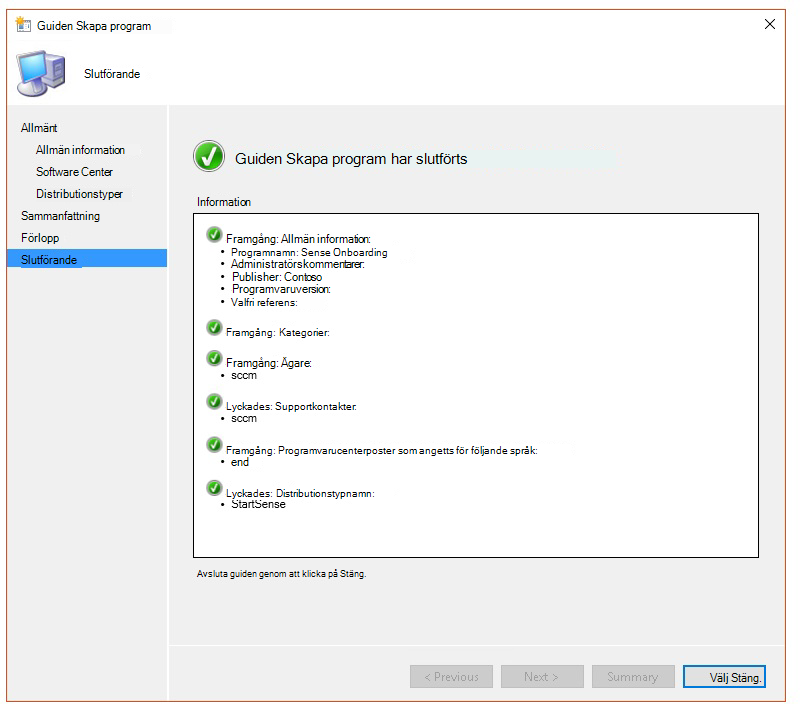 Guiden Skapa program
Slutförande
Allmänt
Allmän information
Software Center
Distributionstyper
Sammanfattning
Förlopp
Slutförande
Guiden Skapa program har slutförts
Information
Framgång: Allmän information:
• Programnamn: Sense Onboarding
• Administratörskommentarer:
• Publisher: Contoso
• Programvaruversion:
• Valfri referens:
Framgång: Kategorier:
Framgång: Ägare:
• sccm
Lyckades: Supportkontakter:
• sccm
Framgång: Programvarucenterposter som angetts för följande språk:
• end
Lyckades: Distributionstypnamn:
• StartSense
Avsluta guiden genom att klicka på Stäng.
< Previous
Next >
Summary
Välj Stäng.